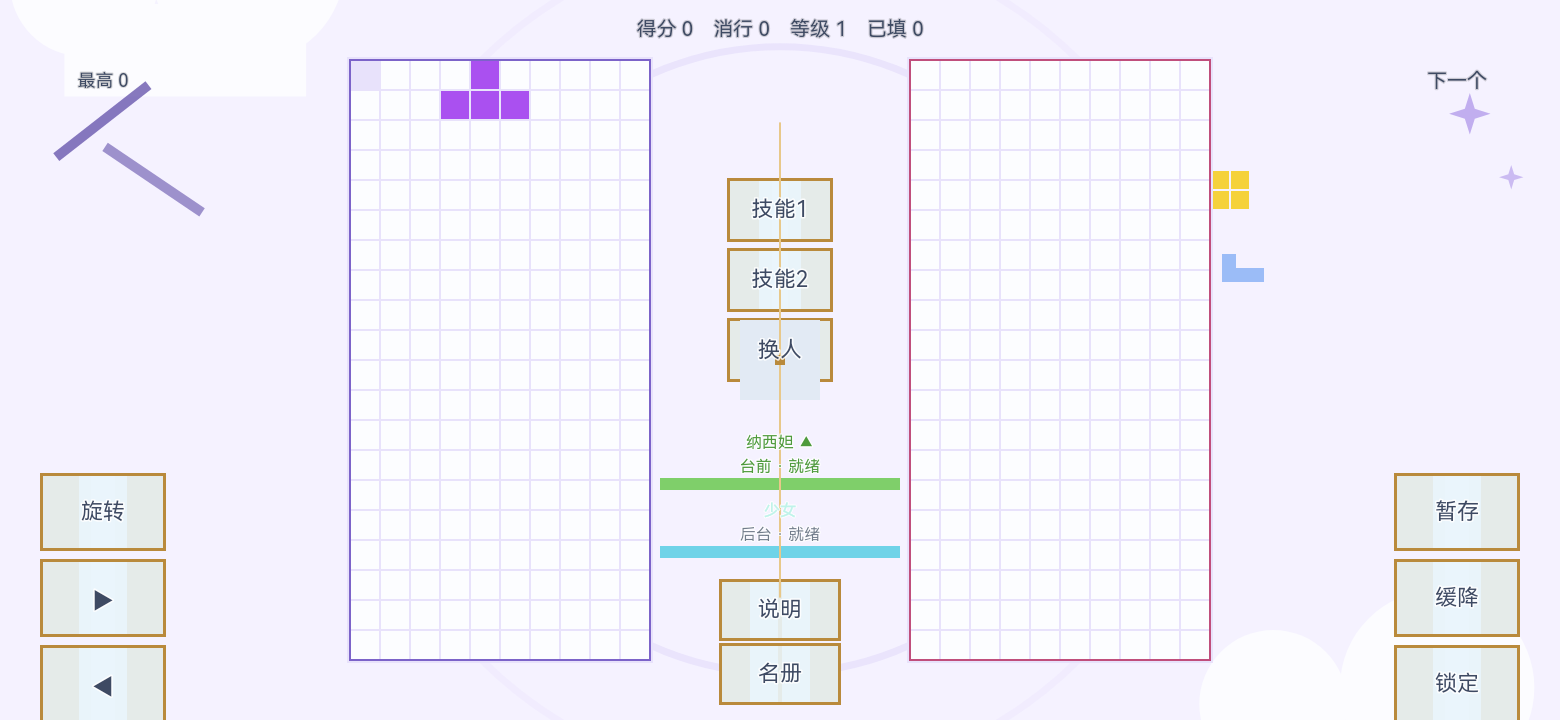 得分 0 消行 0 等级 1 已填 0
最高 0
下一个
技能1
技能2
换人
纳西妲 ▲
台前 · 就绪
少女
后台 · 就绪
旋转
▶
◀
说明
名册
暂存
缓降
锁定